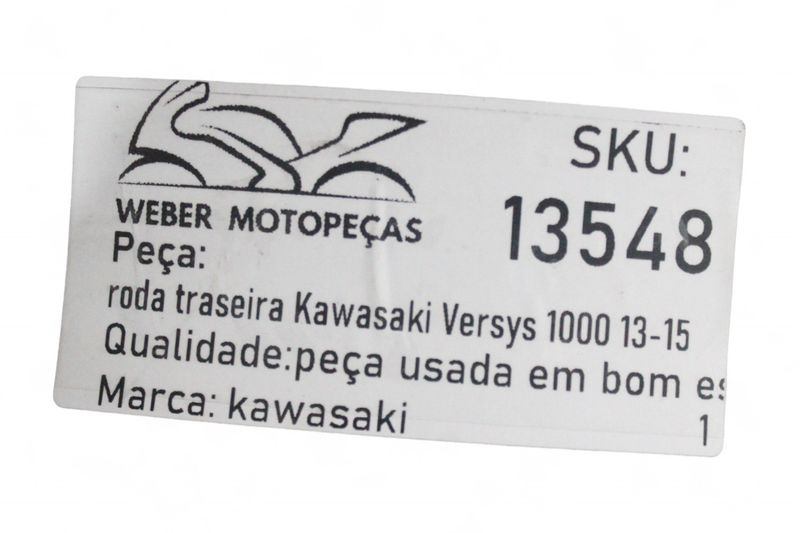 SKU:
13548
WEBER MOTOPEÇAS
Peça:
roda traseira Kawasaki Versys 1000 13-15
Qualidade:peça usada em bom es
Marca: kawasaki
1